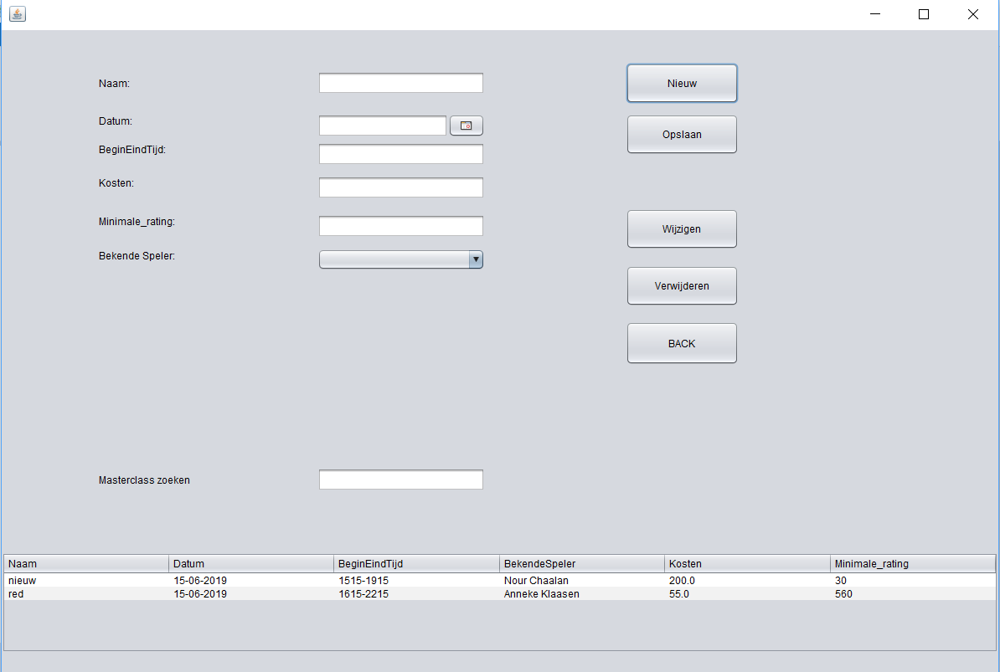 Naam:
Nieuw
Datum:
Opslaan
BeginEindTijd:
Kosten:
Minimale_rating:
Wijzigen
Bekende Speler:
Verwijderen
BACK
Masterclass zoeken
Naam Datum BeginEindTijd BekendeSpeler Kosten Minimale_rating
nieuw 15-06-2019 1515-1915 Nour Chaalan 200.0 30
red 15-06-2019 1615-2215 Anneke Klaasen 55.0 560